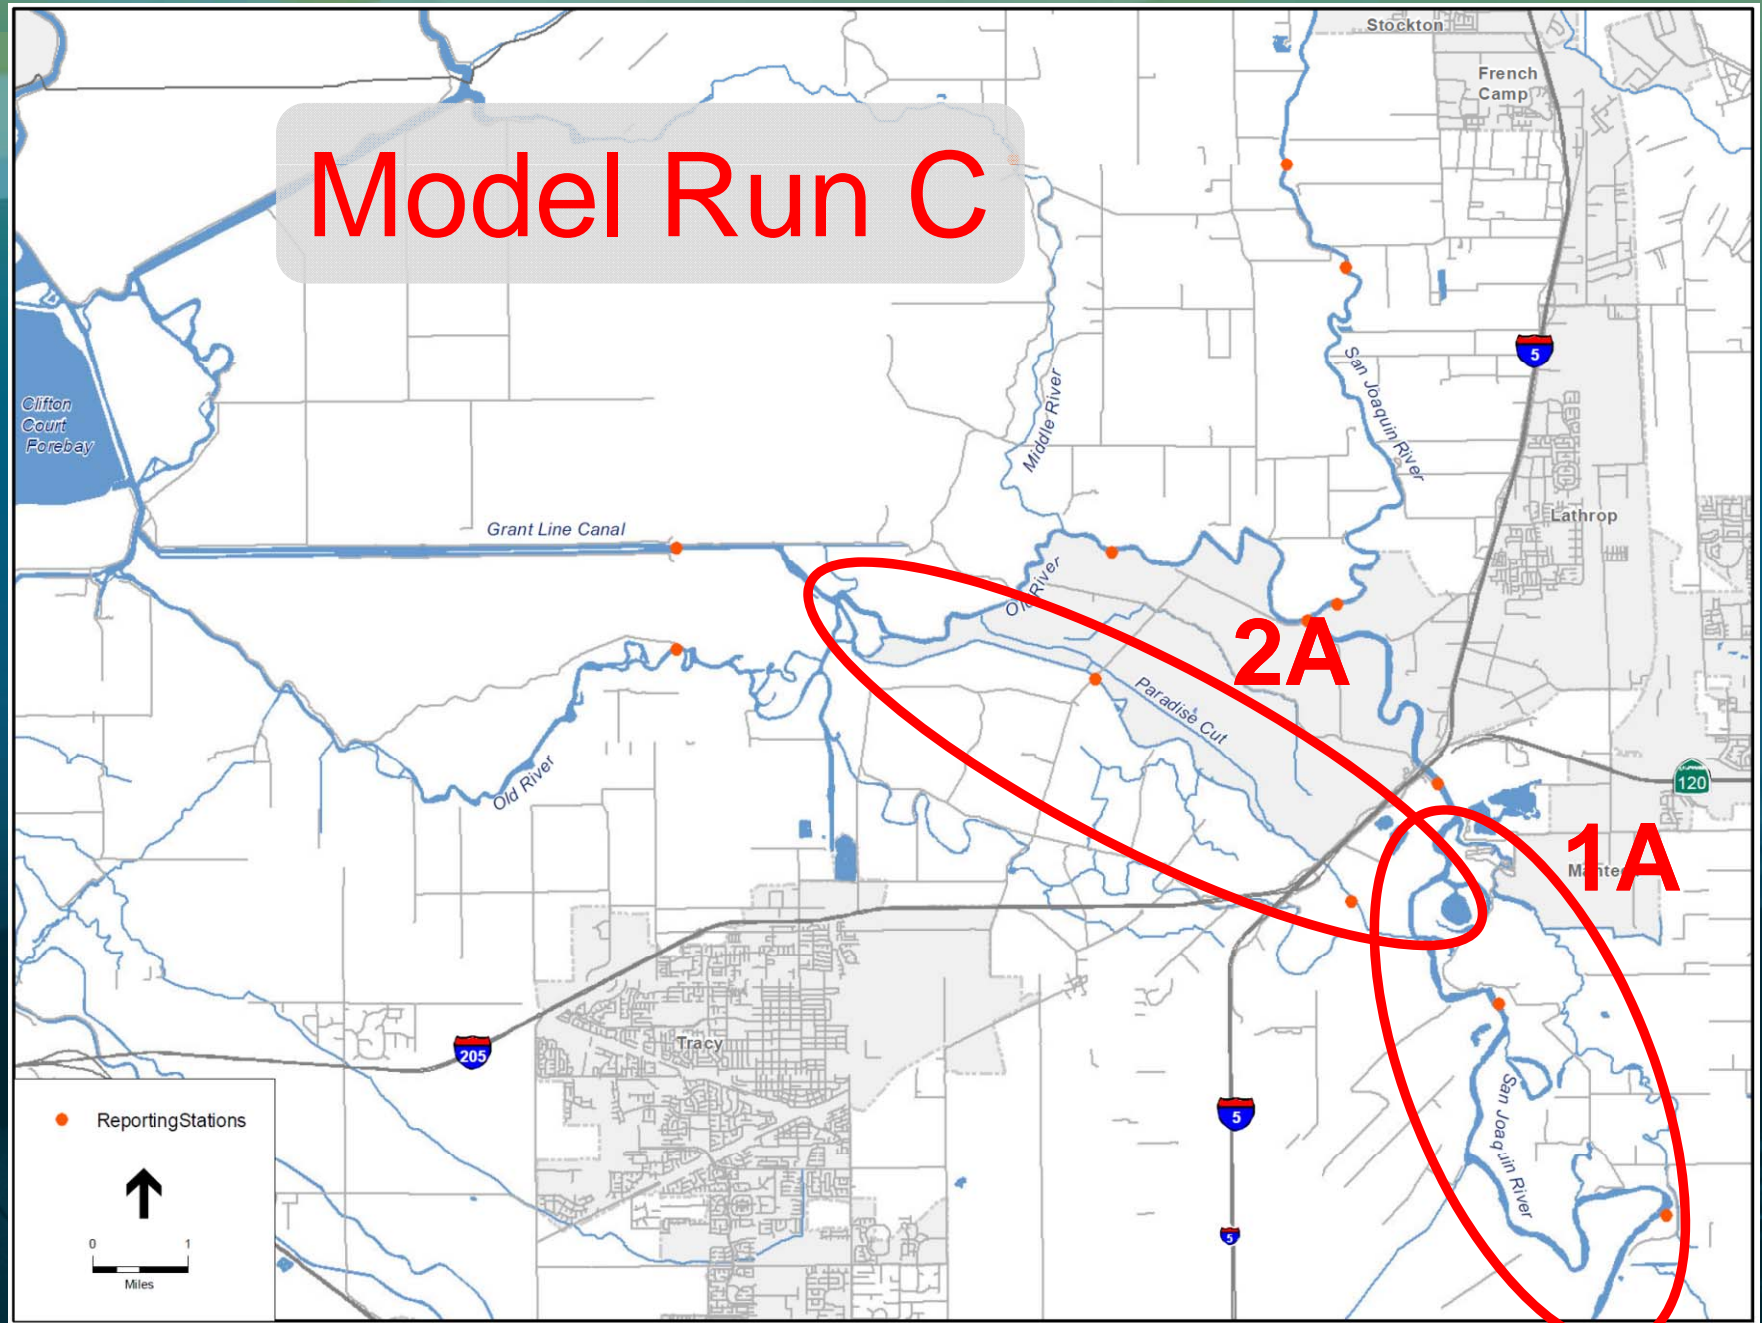 Stockton
French
Camp
Model Run C
5
San Joaquin River
Clifton
Court
Forebay
Middle River
Lathrop
Grant Line Canal
Old River
2A
Paradise Cut
Old River
120
1A
205
Tracy
5
San Joaquin River
ReportingStations
0 1
Miles
5